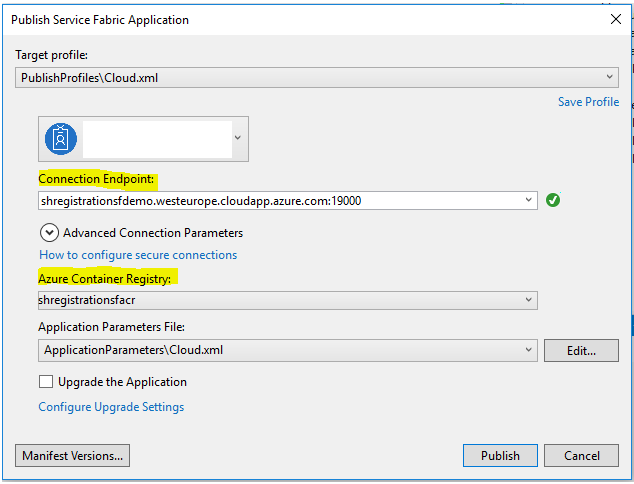 Publish Service Fabric Application
Target profile:
PublishProfiles\Cloud.xml
Save Profile
Connection Endpoint:
shregistrationsfdemo.westeurope.cloudapp.azure.com:19000
Advanced Connection Parameters
How to configure secure connections
Azure Container Registry:
shregistrationsfacr
Application Parameters File:
ApplicationParameters\Cloud.xml
Edit...
Upgrade the Application
Configure Upgrade Settings
Manifest Versions...
Publish
Cancel